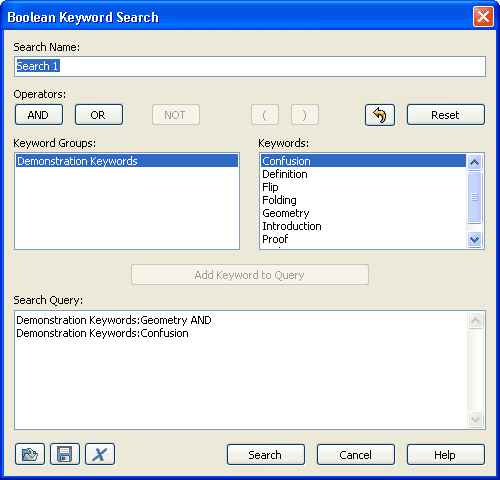 Boolean Keyword Search
Search Name:
Search 1
Operators:
AND OR NOT ( ) Reset
Keyword Groups:
Demonstration Keywords
Keywords:
Confusion
Definition
Flip
Folding
Geometry
Introduction
Proof
Add Keyword to Query
Search Query:
Demonstration Keywords:Geometry AND
Demonstration Keywords:Confusion
Search Cancel Help